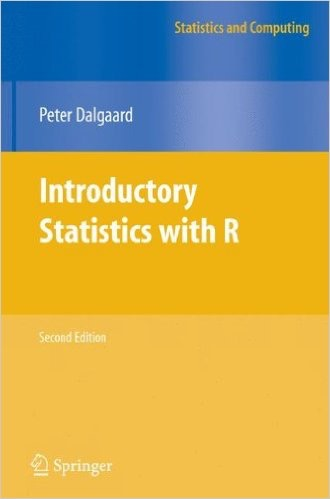 Statistics and Computing
Peter Dalgaard
Introductory
Statistics with R
Second Edition
Springer